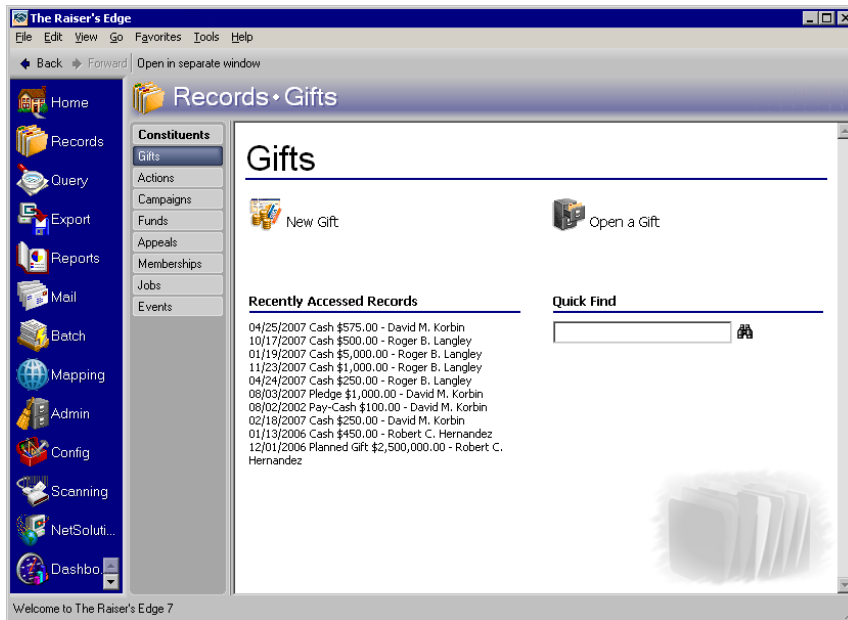 The Raiser's Edge
File Edit View Go Favorites Tools Help
Back Forward Open in separate window
Home
Records
Query
Export
Reports
Mail
Batch
Mapping
Admin
Config
Scanning
NetSoluti...
Dashbo...
Records · Gifts
Constituents
Gifts
Actions
Campaigns
Funds
Appeals
Memberships
Jobs
Events
Gifts
New Gift
Open a Gift
Recently Accessed Records
04/25/2007 Cash $575.00 - David M. Korbin
10/17/2007 Cash $500.00 - Roger B. Langley
01/19/2007 Cash $5,000.00 - Roger B. Langley
11/23/2007 Cash $1,000.00 - Roger B. Langley
04/24/2007 Cash $250.00 - Roger B. Langley
08/03/2007 Pledge $1,000.00 - David M. Korbin
08/02/2002 Pay-Cash $100.00 - David M. Korbin
02/18/2007 Cash $250.00 - David M. Korbin
01/13/2006 Cash $450.00 - Robert C. Hernandez
12/01/2006 Planned Gift $2,500,000.00 - Robert C.
Hernandez
Quick Find
Welcome to The Raiser's Edge 7